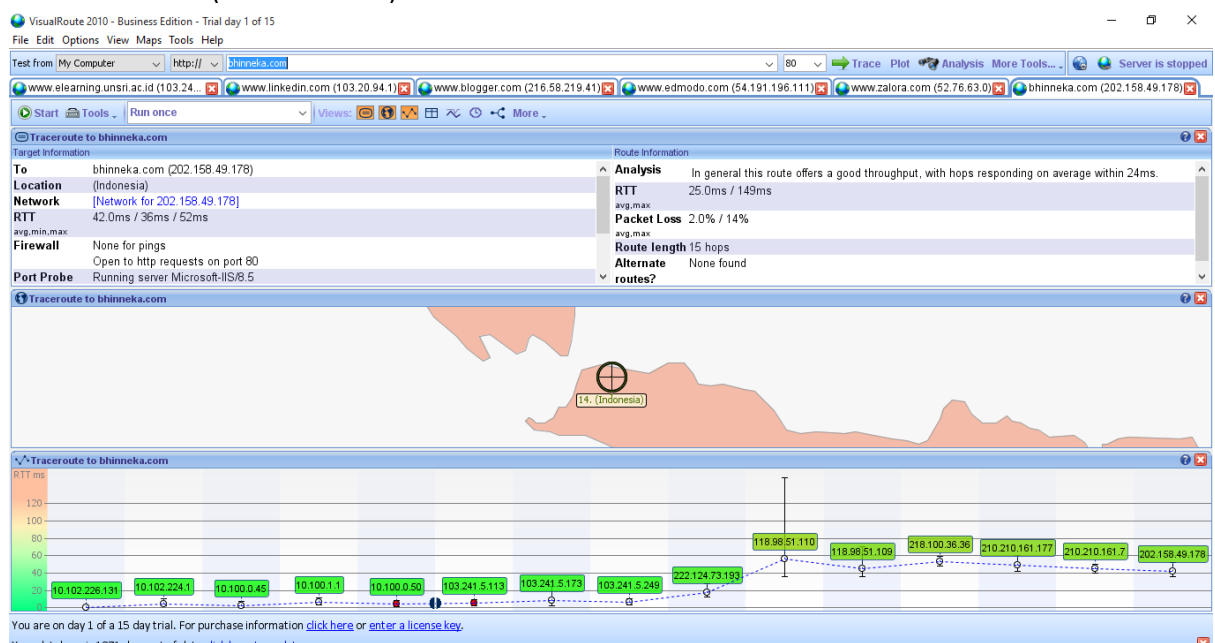 VisualRoute 2010 - Business Edition - Trial day 1 of 15
File Edit Options View Maps Tools Help
Test from My Computer http:// bhinneka.com 80 Trace Plot Analysis More Tools... Server is stopped
www.elearning.unsri.ac.id (103.24... www.linkedin.com (103.20.94.1) www.blogger.com (216.58.219.41) www.edmodo.com (54.191.196.111) www.zalora.com (52.76.63.0) bhinneka.com (202.158.49.178)
Start Tools Run once Views: More
Traceroute to bhinneka.com
Target Information
To bhinneka.com (202.158.49.178)
Location (Indonesia)
Network [Network for 202.158.49.178]
RTT 42.0ms / 36ms / 52ms
avg,min,max
Firewall None for pings
Open to http requests on port 80
Port Probe Running server Microsoft-IIS/8.5
Route Information
Analysis In general this route offers a good throughput, with hops responding on average within 24ms.
RTT 25.0ms / 149ms
avg,max
Packet Loss 2.0% / 14%
avg,max
Route length 15 hops
Alternate None found
routes?
Traceroute to bhinneka.com
14. (Indonesia)
Traceroute to bhinneka.com
RTT ms
120
100
80
60
40
20
0
10.102.226.131
10.102.224.1
10.100.0.45
10.100.1.1
10.100.0.50
103.241.5.113
103.241.5.173
103.241.5.249
222.124.73.193
118.98.51.110
118.98.51.109
218.100.36.36
210.210.161.177
210.210.161.7
202.158.49.178
You are on day 1 of a 15 day trial. For purchase information click here or enter a license key.